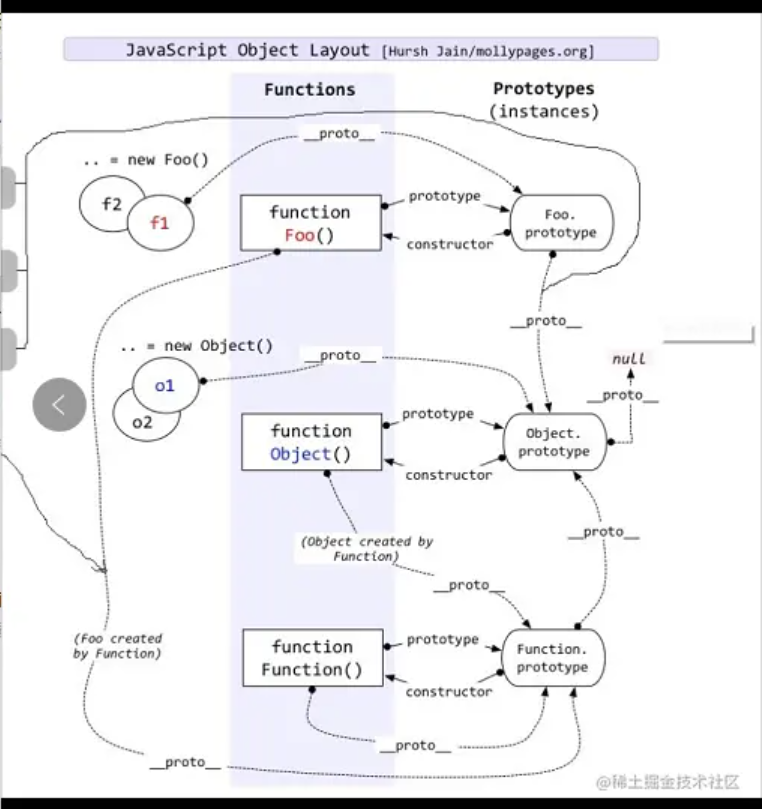 JavaScript Object Layout [Hursh Jain/mollypages.org]
Functions
Prototypes
(instances)
__proto__
.. = new Foo()
f2
f1
function
Foo()
prototype
constructor
Foo.
prototype
__proto__
.. = new Object()
__proto__
null
__proto__
o1
o2
function
Object()
prototype
constructor
Object.
prototype
(Object created by
Function)
__proto__
__proto__
(Foo created
by Function)
function
Function()
prototype
constructor
Function.
prototype
__proto__
__proto__
@稀土掘金技术社区